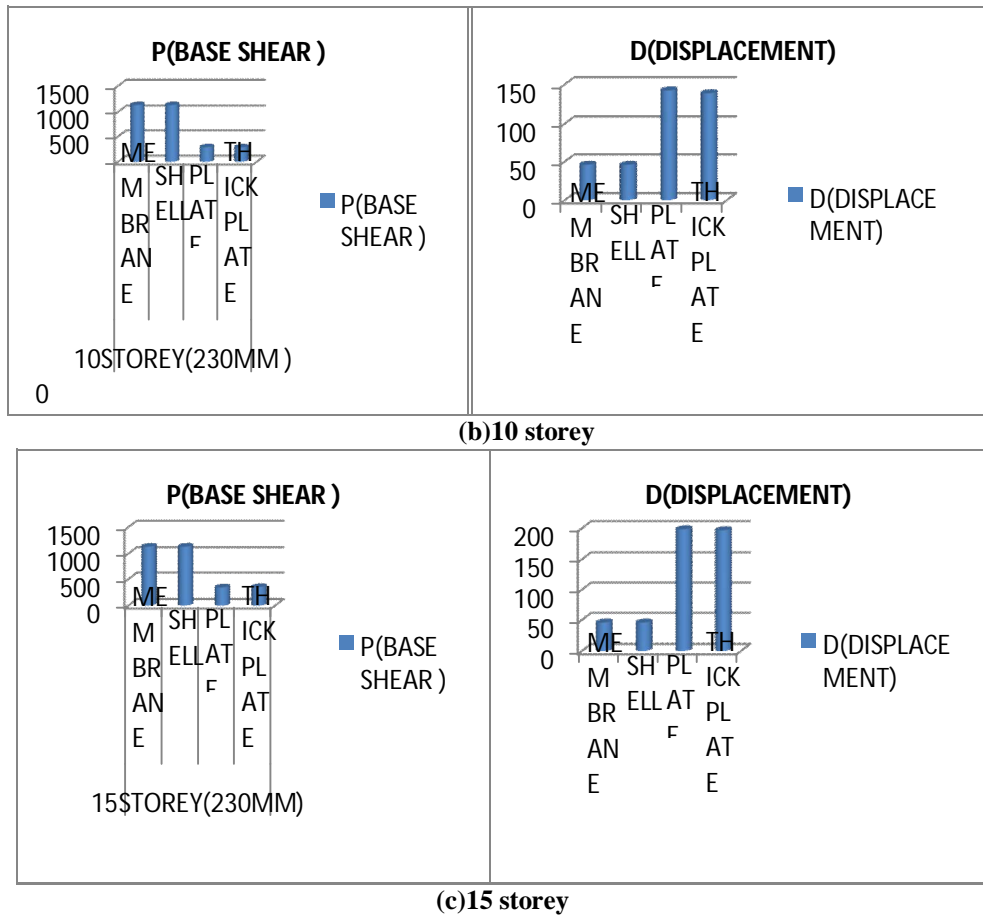 P(BASE SHEAR )
1500
1000
500
ME
M
BR
AN
E
SH
ELL
PL
AT
E
TH
ICK
PL
AT
E
10STOREY(230MM )
0
P(BASE
SHEAR )
D(DISPLACEMENT)
150
100
50
0
ME
M
BR
AN
E
SH
ELL
PL
AT
E
TH
ICK
PL
AT
E
D(DISPLACE
MENT)
(b)10 storey
P(BASE SHEAR )
1500
1000
500
0
ME
M
BR
AN
E
SH
ELL
PL
AT
E
TH
ICK
PL
AT
E
15STOREY(230MM)
P(BASE
SHEAR )
D(DISPLACEMENT)
200
150
100
50
0
ME
M
BR
AN
E
SH
ELL
PL
AT
E
TH
ICK
PL
AT
E
D(DISPLACE
MENT)
(c)15 storey